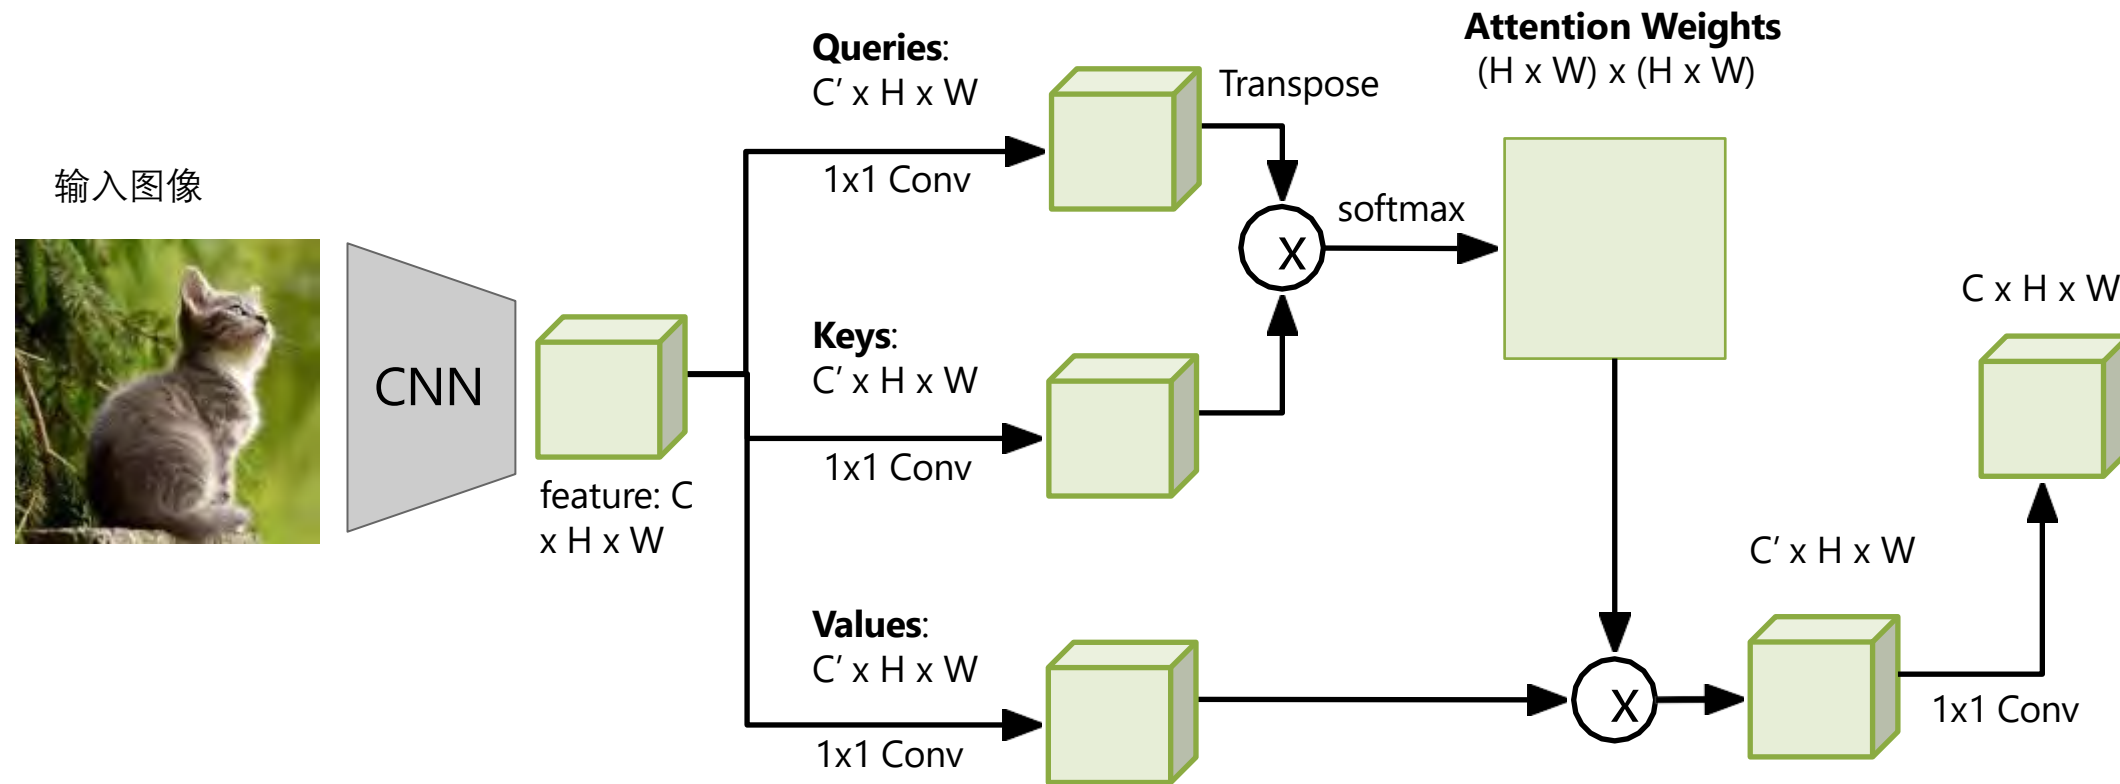 输入图像
CNN
feature: C
x H x W
Queries:
C’ x H x W
1x1 Conv
Keys:
C’ x H x W
1x1 Conv
Values:
C’ x H x W
1x1 Conv
Transpose
X
softmax
Attention Weights
(H x W) x (H x W)
X
C’ x H x W
1x1 Conv
C x H x W